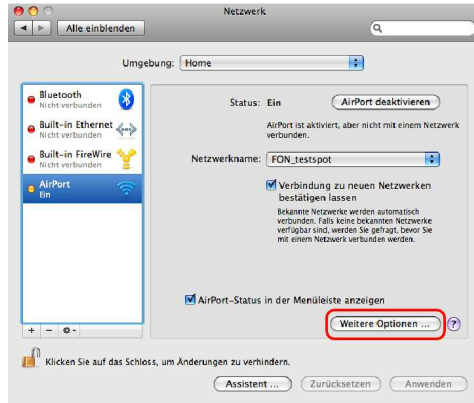 Netzwerk
Alle einblenden
Umgebung: Home
Bluetooth
Nicht verbunden
Built-in Ethernet
Nicht verbunden
Built-in FireWire
Nicht verbunden
AirPort
Ein
Status: Ein
AirPort deaktivieren
AirPort ist aktiviert, aber nicht mit einem Netzwerk
verbunden.
Netzwerkname: FON_testspot
Verbindung zu neuen Netzwerken
bestätigen lassen
Bekannte Netzwerke werden automatisch
verbunden. Falls keine bekannten Netzwerke
verfügbar sind, werden Sie gefragt, bevor Sie
mit einem Netzwerk verbunden werden.
AirPort-Status in der Menüleiste anzeigen
Weitere Optionen ... ?
+ −
Klicken Sie auf das Schloss, um Änderungen zu verhindern.
Assistent ... Zurücksetzen Anwenden